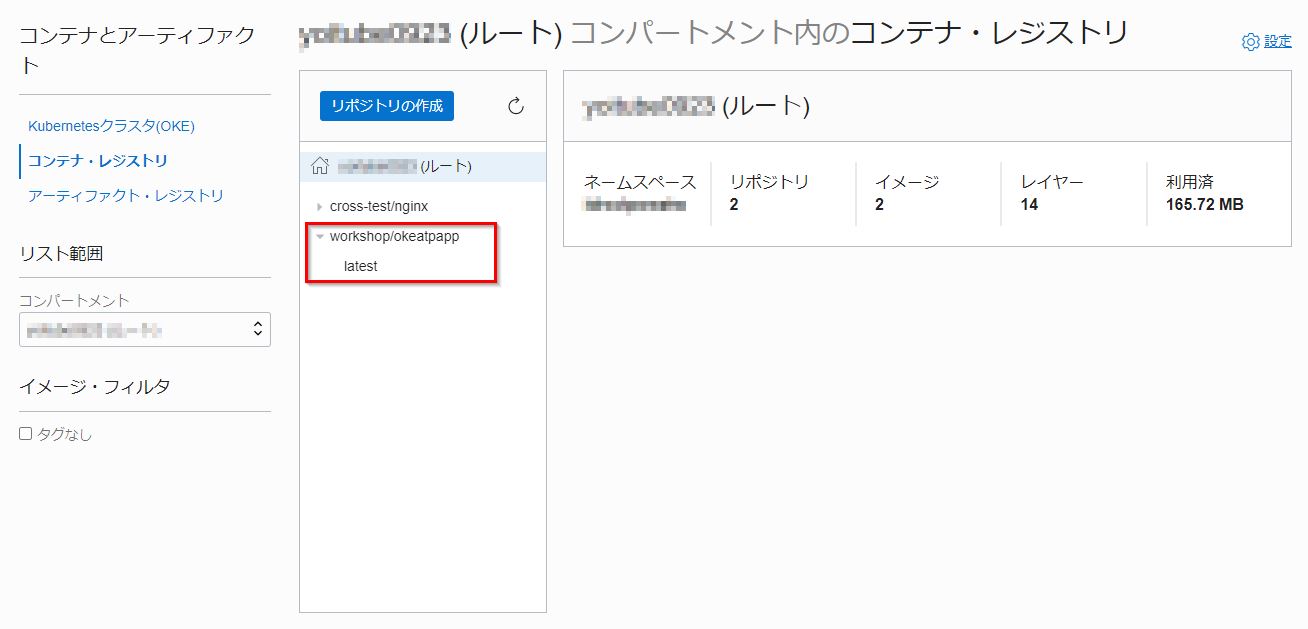 コンテナとアーティファク
ト
Kubernetesクラスタ(OKE)
コンテナ・レジストリ
アーティファクト・レジストリ
リスト範囲
コンパートメント
イメージ・フィルタ
タグなし
(ルート) コンパートメント内のコンテナ・レジストリ
設定
リポジトリの作成
(ルート)
cross-test/nginx
workshop/okeatpapp
latest
(ルート)
ネームスペース
リポジトリ
2
イメージ
2
レイヤー
14
利用済
165.72 MB